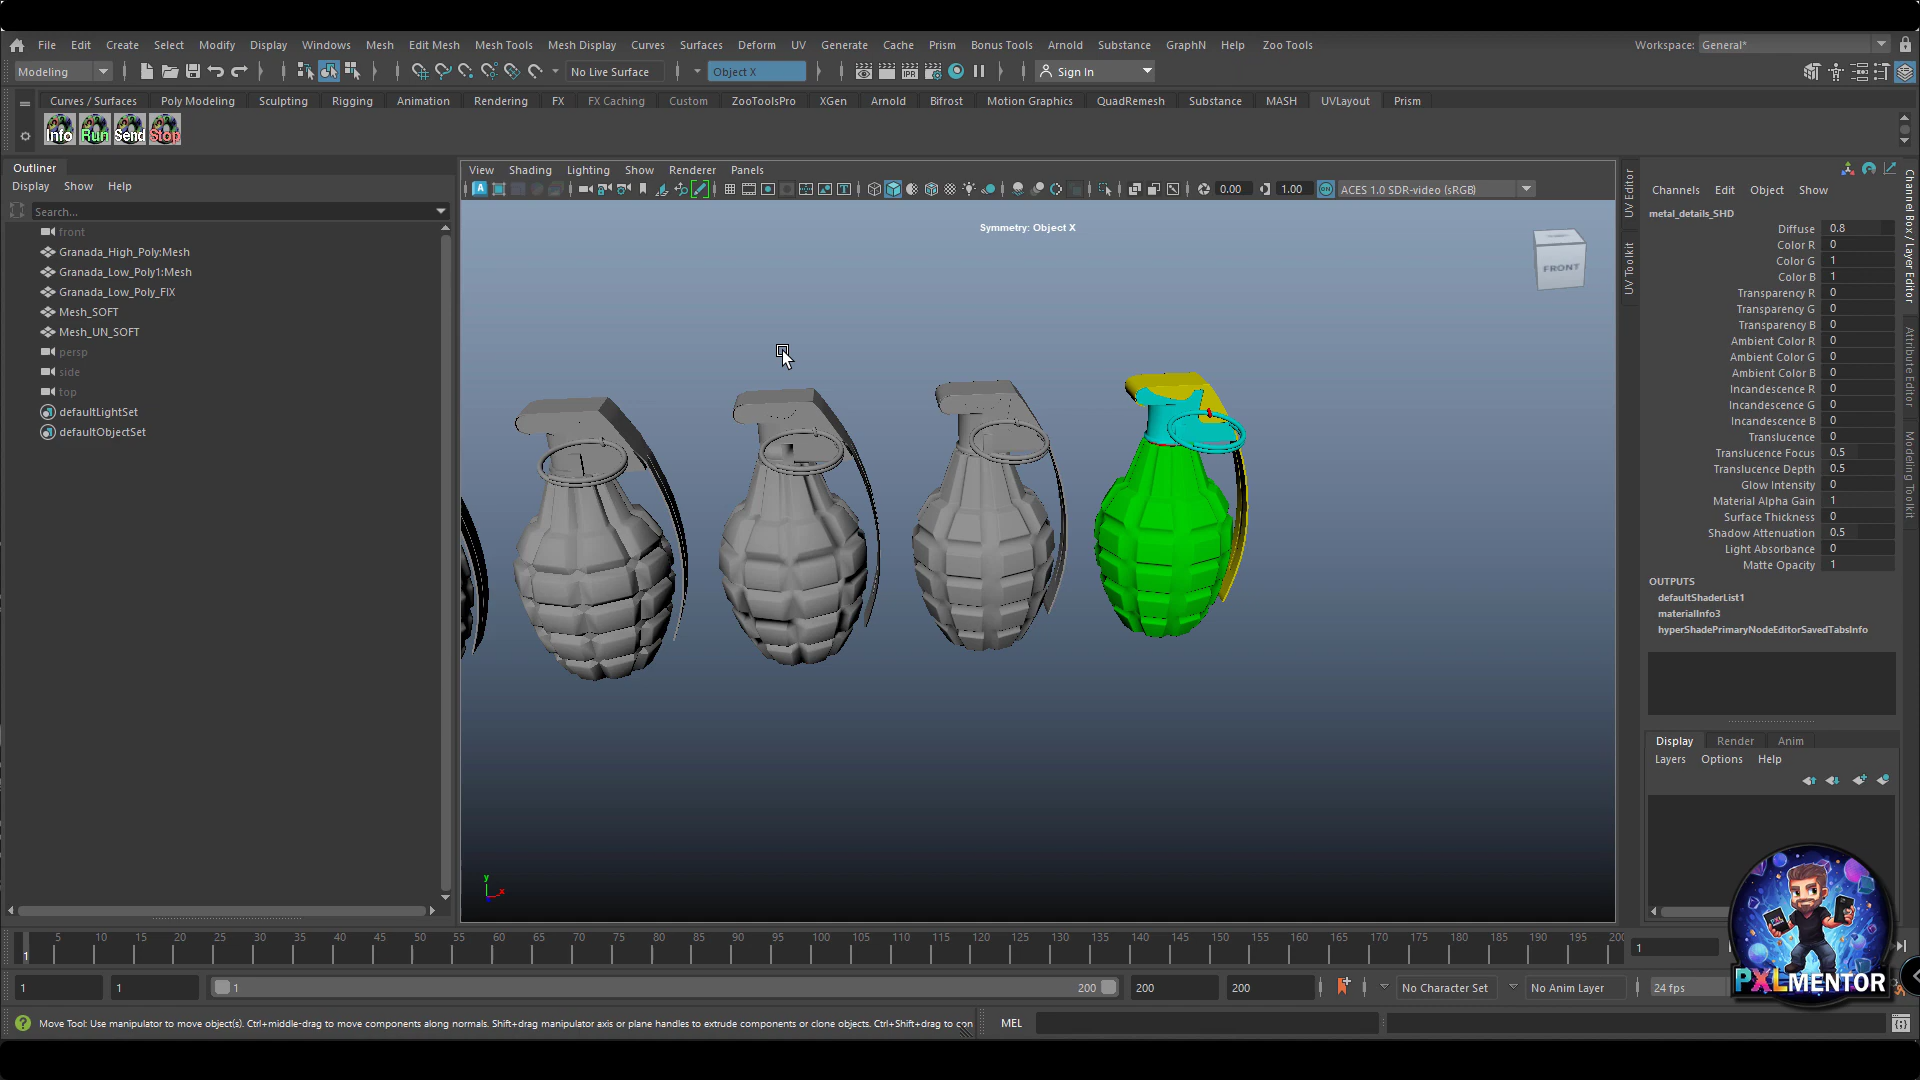 File Edit Create Select Modify Display Windows Mesh Edit Mesh Mesh Tools Mesh Display Curves Surfaces Deform UV Generate Cache Prism Bonus Tools Arnold Substance GraphN Help Zoo Tools Workspace: General*
Modeling No Live Surface Object X IPR Sign In
Curves / Surfaces Poly Modeling Sculpting Rigging Animation Rendering FX FX Caching Custom ZooToolsPro XGen Arnold Bifrost Motion Graphics QuadRemesh Substance MASH UVLayout Prism
Info Run Send Stop
Outliner
Display Show Help
Search...
front
Granada_High_Poly:Mesh
Granada_Low_Poly1:Mesh
Granada_Low_Poly_FIX
Mesh_SOFT
Mesh_UN_SOFT
persp
side
top
defaultLightSet
defaultObjectSet
View Shading Lighting Show Renderer Panels
0.00 1.00 ON ACES 1.0 SDR-video (sRGB)
Symmetry: Object X
FRONT
y
x
UV Editor
UV Toolkit
Channels Edit Object Show
metal_details_SHD
Diffuse 0.8
Color R 0
Color G 1
Color B 1
Transparency R 0
Transparency G 0
Transparency B 0
Ambient Color R 0
Ambient Color G 0
Ambient Color B 0
Incandescence R 0
Incandescence G 0
Incandescence B 0
Translucence 0
Translucence Focus 0.5
Translucence Depth 0.5
Glow Intensity 0
Material Alpha Gain 1
Surface Thickness 0
Shadow Attenuation 0.5
Light Absorbance 0
Matte Opacity 1
OUTPUTS
defaultShaderList1
materialInfo3
hyperShadePrimaryNodeEditorSavedTabsInfo
Display Render Anim
Layers Options Help
Channel Box / Layer Editor
Attribute Editor
Modeling Toolkit
5 10 15 20 25 30 35 40 45 50 55 60 65 70 75 80 85 90 95 100 105 110 115 120 125 130 135 140 145 150 155 160 165 170 175 180 185 190 195 200
1 1
1 1 1 200 200 200 No Character Set No Anim Layer 24 fps
PXLMENTOR
Move Tool: Use manipulator to move object(s). Ctrl+middle-drag to move components along normals. Shift+drag manipulator axis or plane handles to extrude components or clone objects. Ctrl+Shift+drag to con MEL